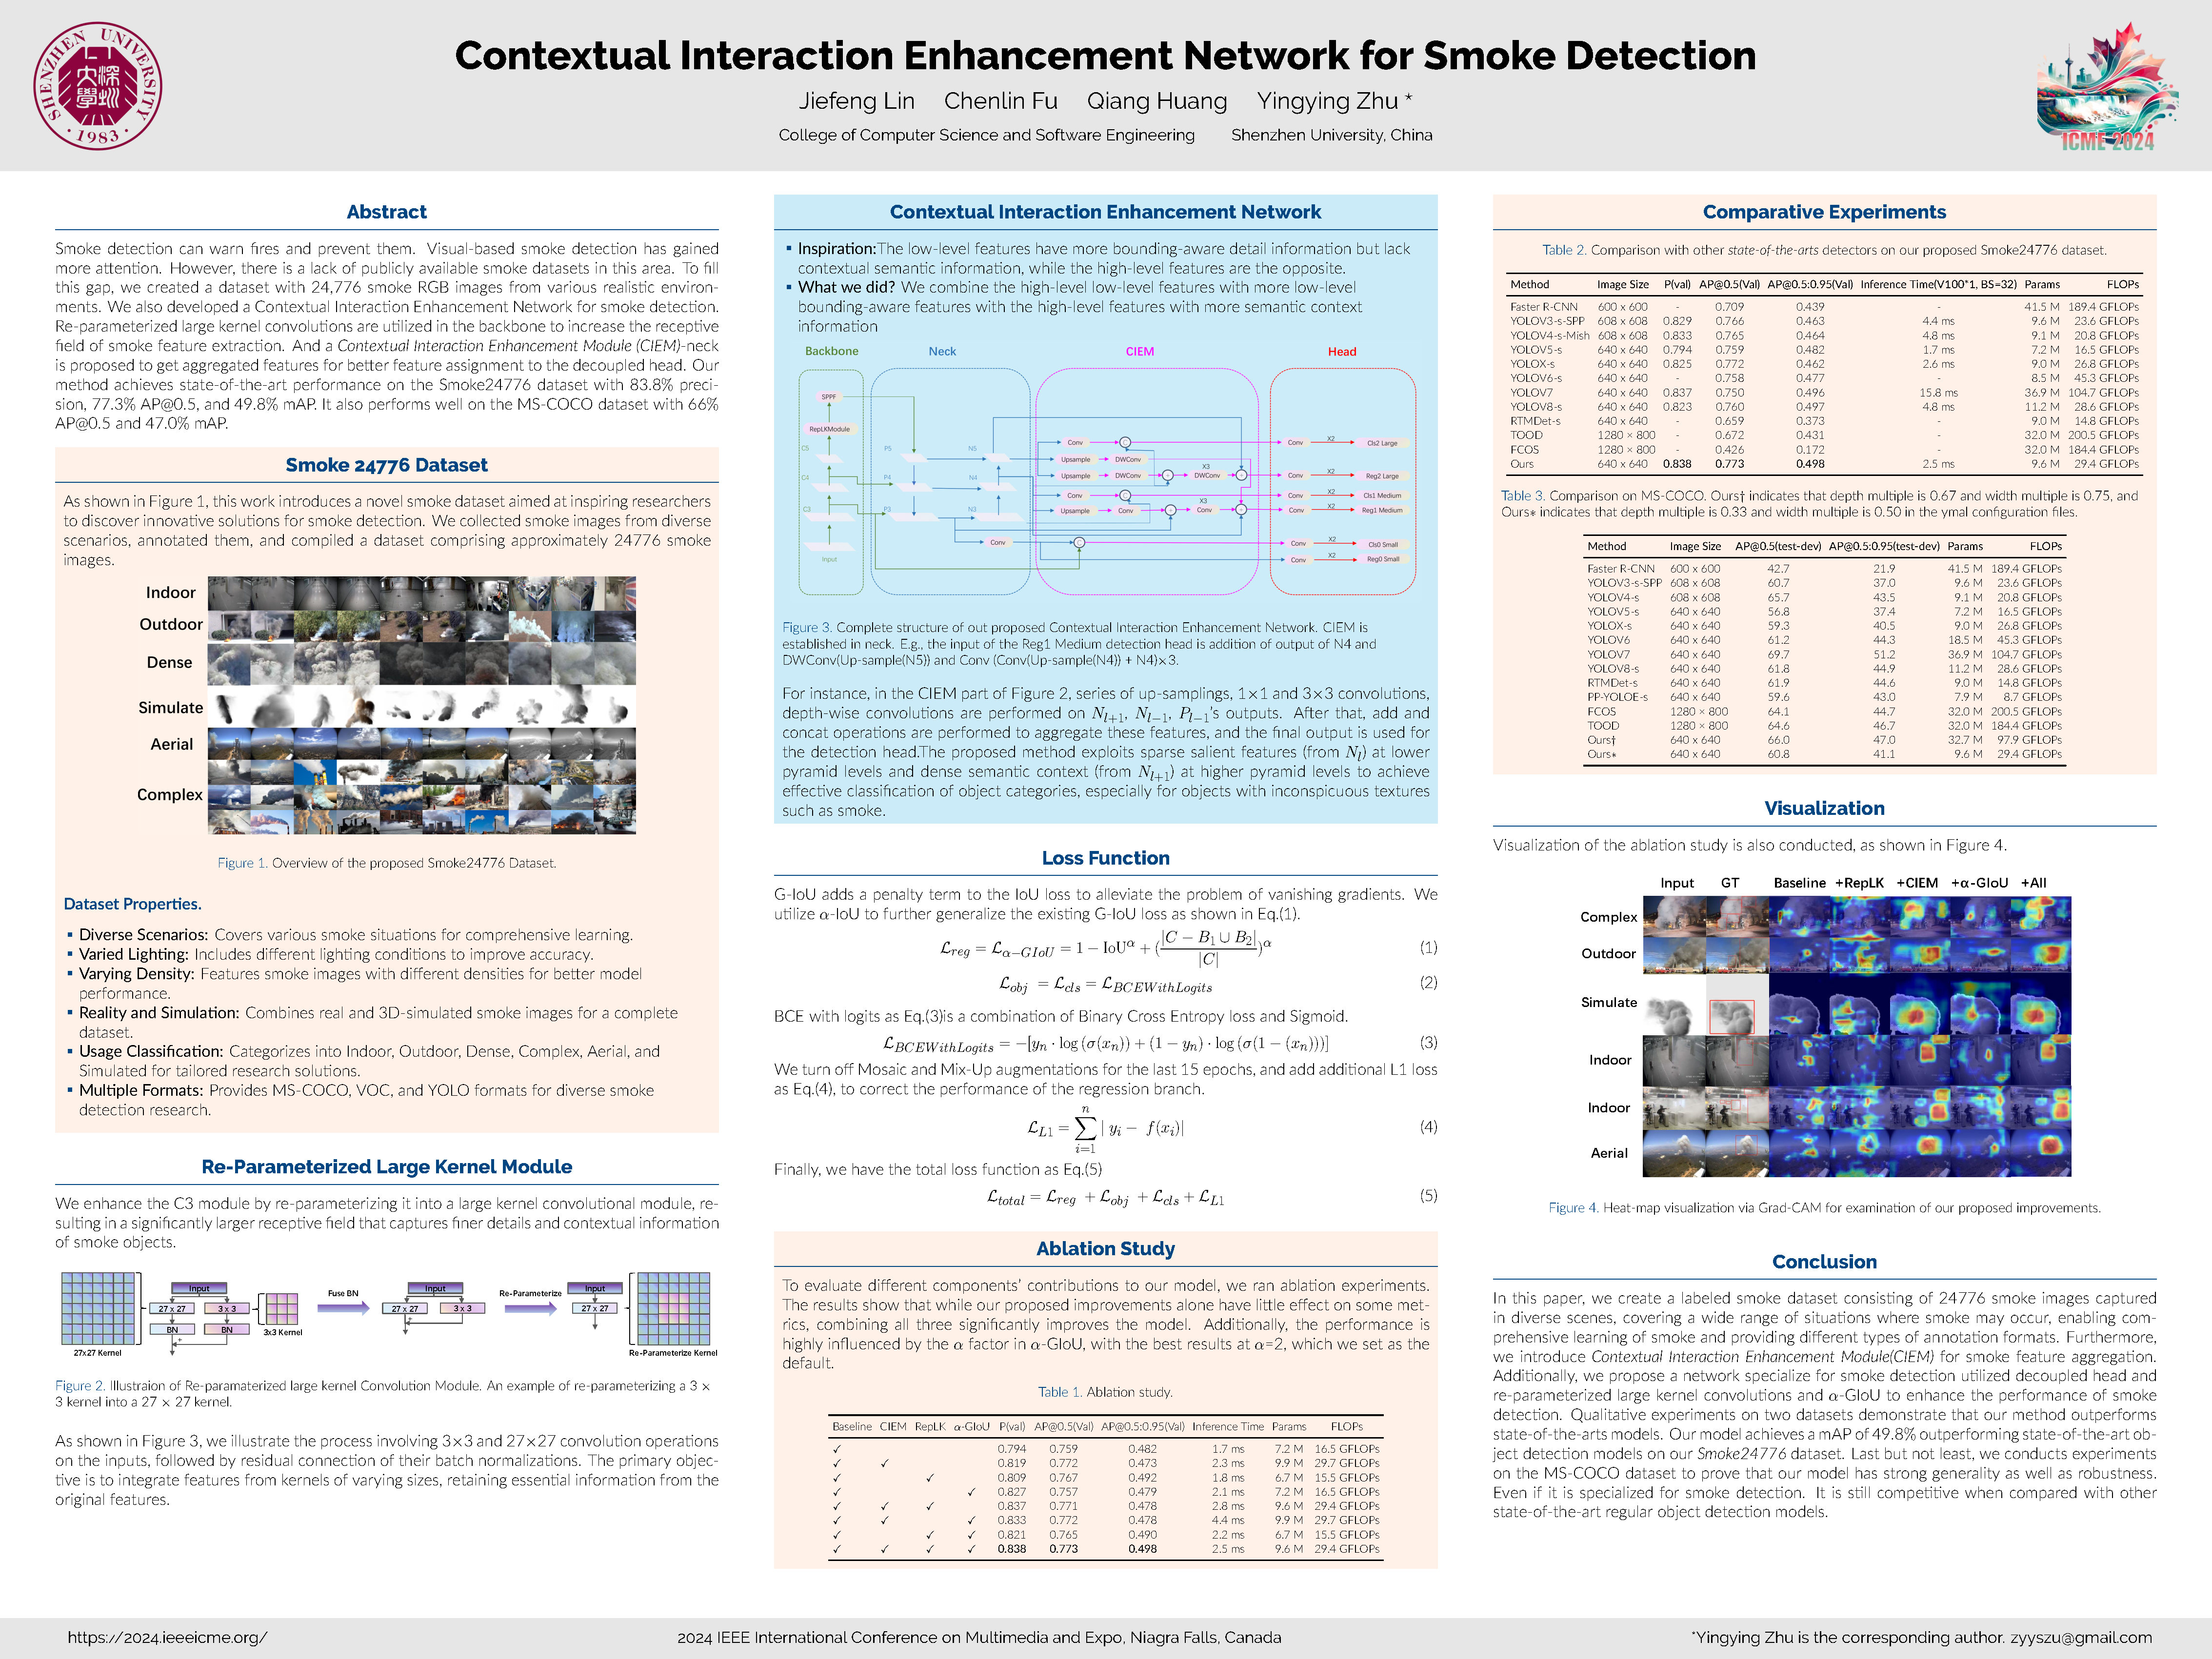 SHENZHEN UNIVERSITY
· 1983 ·
Contextual Interaction Enhancement Network for Smoke Detection
Jiefeng Lin Chenlin Fu Qiang Huang Yingying Zhu *
College of Computer Science and Software Engineering Shenzhen University, China
ICME 2024
Abstract
Smoke detection can warn fires and prevent them. Visual-based smoke detection has gained
more attention. However, there is a lack of publicly available smoke datasets in this area. To fill
this gap, we created a dataset with 24,776 smoke RGB images from various realistic environ-
ments. We also developed a Contextual Interaction Enhancement Network for smoke detection.
Re-parameterized large kernel convolutions are utilized in the backbone to increase the receptive
field of smoke feature extraction. And a Contextual Interaction Enhancement Module (CIEM)-neck
is proposed to get aggregated features for better feature assignment to the decoupled head. Our
method achieves state-of-the-art performance on the Smoke24776 dataset with 83.8% preci-
sion, 77.3% AP@0.5, and 49.8% mAP. It also performs well on the MS-COCO dataset with 66%
AP@0.5 and 47.0% mAP.
Smoke 24776 Dataset
As shown in Figure 1, this work introduces a novel smoke dataset aimed at inspiring researchers
to discover innovative solutions for smoke detection. We collected smoke images from diverse
scenarios, annotated them, and compiled a dataset comprising approximately 24776 smoke
images.
Indoor
Outdoor
Dense
Simulate
Aerial
Complex
Figure 1. Overview of the proposed Smoke24776 Dataset.
Dataset Properties.
▪ Diverse Scenarios: Covers various smoke situations for comprehensive learning.
▪ Varied Lighting: Includes different lighting conditions to improve accuracy.
▪ Varying Density: Features smoke images with different densities for better model
performance.
▪ Reality and Simulation: Combines real and 3D-simulated smoke images for a complete
dataset.
▪ Usage Classification: Categorizes into Indoor, Outdoor, Dense, Complex, Aerial, and
Simulated for tailored research solutions.
▪ Multiple Formats: Provides MS-COCO, VOC, and YOLO formats for diverse smoke
detection research.
Re-Parameterized Large Kernel Module
We enhance the C3 module by re-parameterizing it into a large kernel convolutional module, re-
sulting in a significantly larger receptive field that captures finer details and contextual information
of smoke objects.
Input 27 x 27 3 x 3 BN BN + 27x27 Kernel 3x3 Kernel
Fuse BN
Input 27 x 27 3 x 3 +
Re-Parameterize
Input 27 x 27 Re-Parameterize Kernel
Figure 2. Illustraion of Re-paramaterized large kernel Convolution Module. An example of re-parameterizing a 3 ×
3 kernel into a 27 × 27 kernel.
As shown in Figure 3, we illustrate the process involving 3×3 and 27×27 convolution operations
on the inputs, followed by residual connection of their batch normalizations. The primary objec-
tive is to integrate features from kernels of varying sizes, retaining essential information from the
original features.
Contextual Interaction Enhancement Network
▪ Inspiration:The low-level features have more bounding-aware detail information but lack
contextual semantic information, while the high-level features are the opposite.
▪ What we did? We combine the high-level low-level features with more low-level
bounding-aware features with the high-level features with more semantic context
information
Backbone Neck CIEM Head
SPPF
RepLKModule
C5 P5 N5 Conv C Conv X2 Cls2 Large
Upsample DWConv
C4 P4 N4 Upsample DWConv + X3 DWConv + Conv X2 Reg2 Large
Conv C Conv X2 Cls1 Medium
C3 P3 N3 Upsample Conv + X3 Conv + Conv X2 Reg1 Medium
Conv C Conv X2 Cls0 Small
Input Conv X2 Reg0 Small
Figure 3. Complete structure of out proposed Contextual Interaction Enhancement Network. CIEM is
established in neck. E.g., the input of the Reg1 Medium detection head is addition of output of N4 and
DWConv(Up-sample(N5)) and Conv (Conv(Up-sample(N4)) + N4)×3.
For instance, in the CIEM part of Figure 2, series of up-samplings, 1×1 and 3×3 convolutions,
depth-wise convolutions are performed on N_{l+1}, N_{l−1}, P_{l−1}'s outputs. After that, add and
concat operations are performed to aggregate these features, and the final output is used for
the detection head.The proposed method exploits sparse salient features (from N_l) at lower
pyramid levels and dense semantic context (from N_{l+1}) at higher pyramid levels to achieve
effective classification of object categories, especially for objects with inconspicuous textures
such as smoke.
Loss Function
G-IoU adds a penalty term to the IoU loss to alleviate the problem of vanishing gradients. We
utilize α-IoU to further generalize the existing G-IoU loss as shown in Eq.(1).
ℒ_{reg} = ℒ_{α−GIoU} = 1 − IoU^α + (|C − B_1 ∪ B_2| / |C|)^α (1)
ℒ_{obj} = ℒ_{cls} = ℒ_{BCEWithLogits} (2)
BCE with logits as Eq.(3)is a combination of Binary Cross Entropy loss and Sigmoid.
ℒ_{BCEWithLogits} = −[y_n · log (σ(x_n)) + (1 − y_n) · log (σ(1 − (x_n)))] (3)
We turn off Mosaic and Mix-Up augmentations for the last 15 epochs, and add additional L1 loss
as Eq.(4), to correct the performance of the regression branch.
ℒ_{L1} = ∑_{i=1}^{n} | y_i − f(x_i)| (4)
Finally, we have the total loss function as Eq.(5)
ℒ_{total} = ℒ_{reg} + ℒ_{obj} + ℒ_{cls} + ℒ_{L1} (5)
Ablation Study
To evaluate different components' contributions to our model, we ran ablation experiments.
The results show that while our proposed improvements alone have little effect on some met-
rics, combining all three significantly improves the model. Additionally, the performance is
highly influenced by the α factor in α-GIoU, with the best results at α=2, which we set as the
default.
Table 1. Ablation study.
Baseline CIEM RepLK α-GIoU P(val) AP@0.5(Val) AP@0.5:0.95(Val) Inference Time Params FLOPs
✓ 0.794 0.759 0.482 1.7 ms 7.2 M 16.5 GFLOPs
✓ ✓ 0.819 0.772 0.473 2.3 ms 9.9 M 29.7 GFLOPs
✓ ✓ 0.809 0.767 0.492 1.8 ms 6.7 M 15.5 GFLOPs
✓ ✓ 0.827 0.757 0.479 2.1 ms 7.2 M 16.5 GFLOPs
✓ ✓ ✓ 0.837 0.771 0.478 2.8 ms 9.6 M 29.4 GFLOPs
✓ ✓ ✓ 0.833 0.772 0.478 4.4 ms 9.9 M 29.7 GFLOPs
✓ ✓ ✓ 0.821 0.765 0.490 2.2 ms 6.7 M 15.5 GFLOPs
✓ ✓ ✓ ✓ 0.838 0.773 0.498 2.5 ms 9.6 M 29.4 GFLOPs
Comparative Experiments
Table 2. Comparison with other state-of-the-arts detectors on our proposed Smoke24776 dataset.
Method Image Size P(val) AP@0.5(Val) AP@0.5:0.95(Val) Inference Time(V100*1, BS=32) Params FLOPs
Faster R-CNN 600 x 600 - 0.709 0.439 - 41.5 M 189.4 GFLOPs
YOLOV3-s-SPP 608 x 608 0.829 0.766 0.463 4.4 ms 9.6 M 23.6 GFLOPs
YOLOV4-s-Mish 608 x 608 0.833 0.765 0.464 4.8 ms 9.1 M 20.8 GFLOPs
YOLOV5-s 640 x 640 0.794 0.759 0.482 1.7 ms 7.2 M 16.5 GFLOPs
YOLOX-s 640 x 640 0.825 0.772 0.462 2.6 ms 9.0 M 26.8 GFLOPs
YOLOV6-s 640 x 640 - 0.758 0.477 - 8.5 M 45.3 GFLOPs
YOLOV7 640 x 640 0.837 0.750 0.496 15.8 ms 36.9 M 104.7 GFLOPs
YOLOV8-s 640 x 640 0.823 0.760 0.497 4.8 ms 11.2 M 28.6 GFLOPs
RTMDet-s 640 x 640 - 0.659 0.373 - 9.0 M 14.8 GFLOPs
TOOD 1280 × 800 - 0.672 0.431 - 32.0 M 200.5 GFLOPs
FCOS 1280 × 800 - 0.426 0.172 - 32.0 M 184.4 GFLOPs
Ours 640 x 640 0.838 0.773 0.498 2.5 ms 9.6 M 29.4 GFLOPs
Table 3. Comparison on MS-COCO. Ours† indicates that depth multiple is 0.67 and width multiple is 0.75, and
Ours∗ indicates that depth multiple is 0.33 and width multiple is 0.50 in the ymal configuration files.
Method Image Size AP@0.5(test-dev) AP@0.5:0.95(test-dev) Params FLOPs
Faster R-CNN 600 x 600 42.7 21.9 41.5 M 189.4 GFLOPs
YOLOV3-s-SPP 608 x 608 60.7 37.0 9.6 M 23.6 GFLOPs
YOLOV4-s 608 x 608 65.7 43.5 9.1 M 20.8 GFLOPs
YOLOV5-s 640 x 640 56.8 37.4 7.2 M 16.5 GFLOPs
YOLOX-s 640 x 640 59.3 40.5 9.0 M 26.8 GFLOPs
YOLOV6 640 x 640 61.2 44.3 18.5 M 45.3 GFLOPs
YOLOV7 640 x 640 69.7 51.2 36.9 M 104.7 GFLOPs
YOLOV8-s 640 x 640 61.8 44.9 11.2 M 28.6 GFLOPs
RTMDet-s 640 x 640 61.9 44.6 9.0 M 14.8 GFLOPs
PP-YOLOE-s 640 x 640 59.6 43.0 7.9 M 8.7 GFLOPs
FCOS 1280 × 800 64.1 44.7 32.0 M 200.5 GFLOPs
TOOD 1280 × 800 64.6 46.7 32.0 M 184.4 GFLOPs
Ours† 640 x 640 66.0 47.0 32.7 M 97.9 GFLOPs
Ours∗ 640 x 640 60.8 41.1 9.6 M 29.4 GFLOPs
Visualization
Visualization of the ablation study is also conducted, as shown in Figure 4.
Input GT Baseline +RepLK +CIEM +α-GIoU +All
Complex
Outdoor
Simulate
Indoor
Indoor
Aerial
Figure 4. Heat-map visualization via Grad-CAM for examination of our proposed improvements.
Conclusion
In this paper, we create a labeled smoke dataset consisting of 24776 smoke images captured
in diverse scenes, covering a wide range of situations where smoke may occur, enabling com-
prehensive learning of smoke and providing different types of annotation formats. Furthermore,
we introduce Contextual Interaction Enhancement Module(CIEM) for smoke feature aggregation.
Additionally, we propose a network specialize for smoke detection utilized decoupled head and
re-parameterized large kernel convolutions and α-GIoU to enhance the performance of smoke
detection. Qualitative experiments on two datasets demonstrate that our method outperforms
state-of-the-arts models. Our model achieves a mAP of 49.8% outperforming state-of-the-art ob-
ject detection models on our Smoke24776 dataset. Last but not least, we conducts experiments
on the MS-COCO dataset to prove that our model has strong generality as well as robustness.
Even if it is specialized for smoke detection. It is still competitive when compared with other
state-of-the-art regular object detection models.
https://2024.ieeeicme.org/
2024 IEEE International Conference on Multimedia and Expo, Niagra Falls, Canada
*Yingying Zhu is the corresponding author. zyyszu@gmail.com